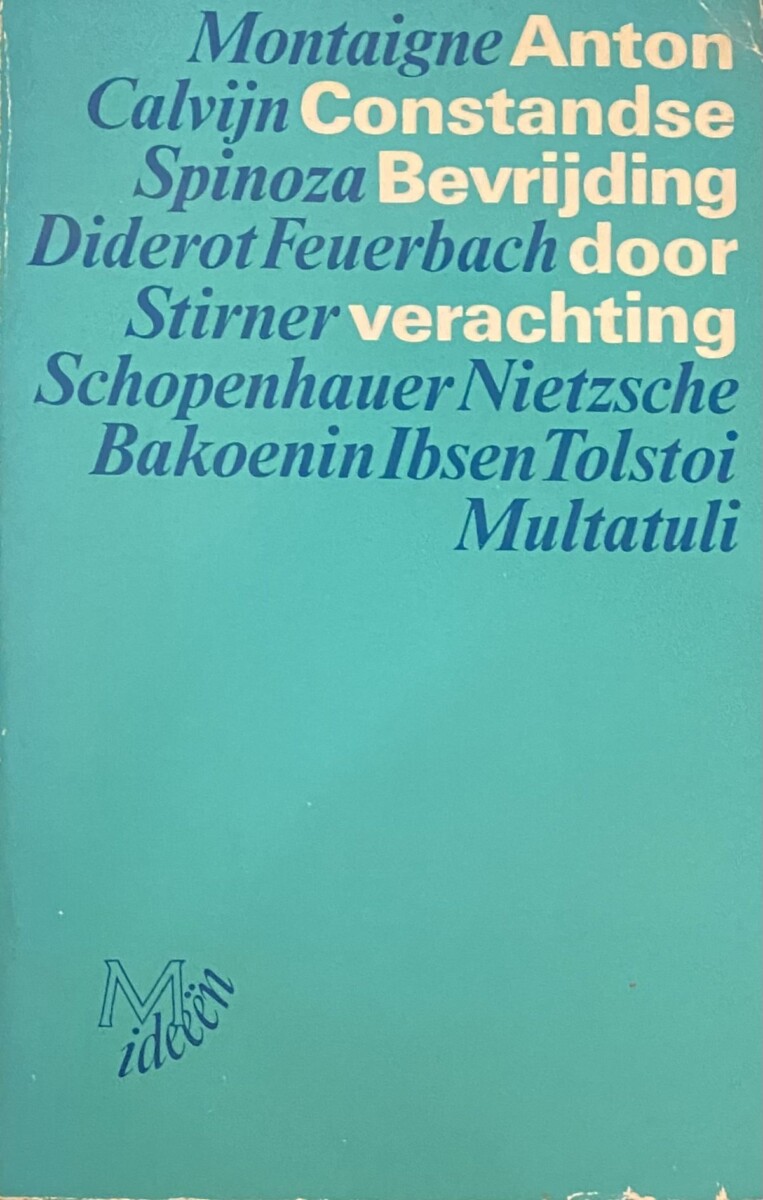 Montaigne Anton
Calvijn Constandse
Spinoza Bevrijding
Diderot Feuerbach door
Stirner verachting
Schopenhauer Nietzsche
Bakoenin Ibsen Tolstoi
Multatuli
M
ideeën